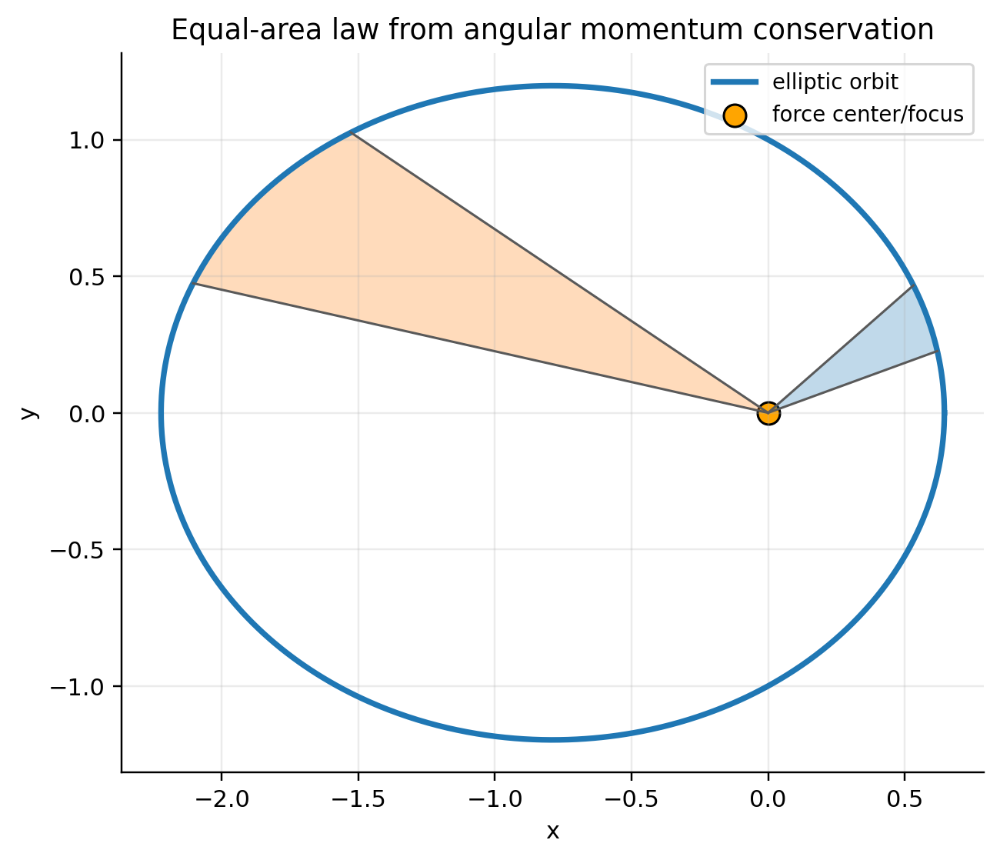 Equal-area law from angular momentum conservation
elliptic orbit
force center/focus
1.0
0.5
0.0
−0.5
−1.0
y
−2.0 −1.5 −1.0 −0.5 0.0 0.5
x